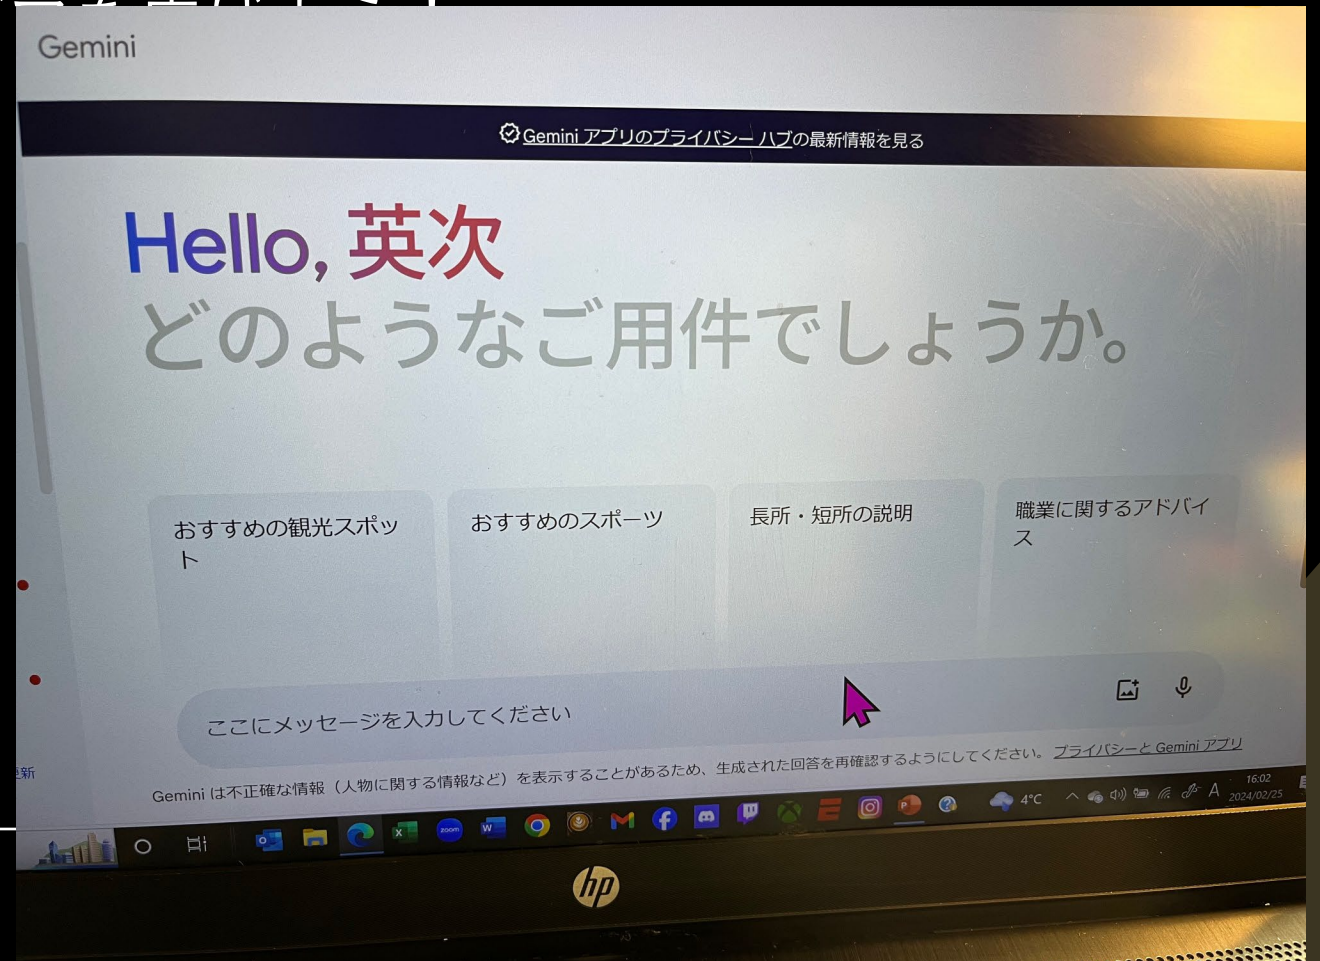 Gemini
Gemini アプリのプライバシー ハブの最新情報を見る
Hello, 英次
どのようなご用件でしょうか。
おすすめの観光スポッ
ト
おすすめのスポーツ
長所・短所の説明
職業に関するアドバイ
ス
ここにメッセージを入力してください
更新
Gemini は不正確な情報（人物に関する情報など）を表示することがあるため、生成された回答を再確認するようにしてください。 プライバシーと Gemini アプリ
zoom
4°C
A
16:02
2024/02/25
hp